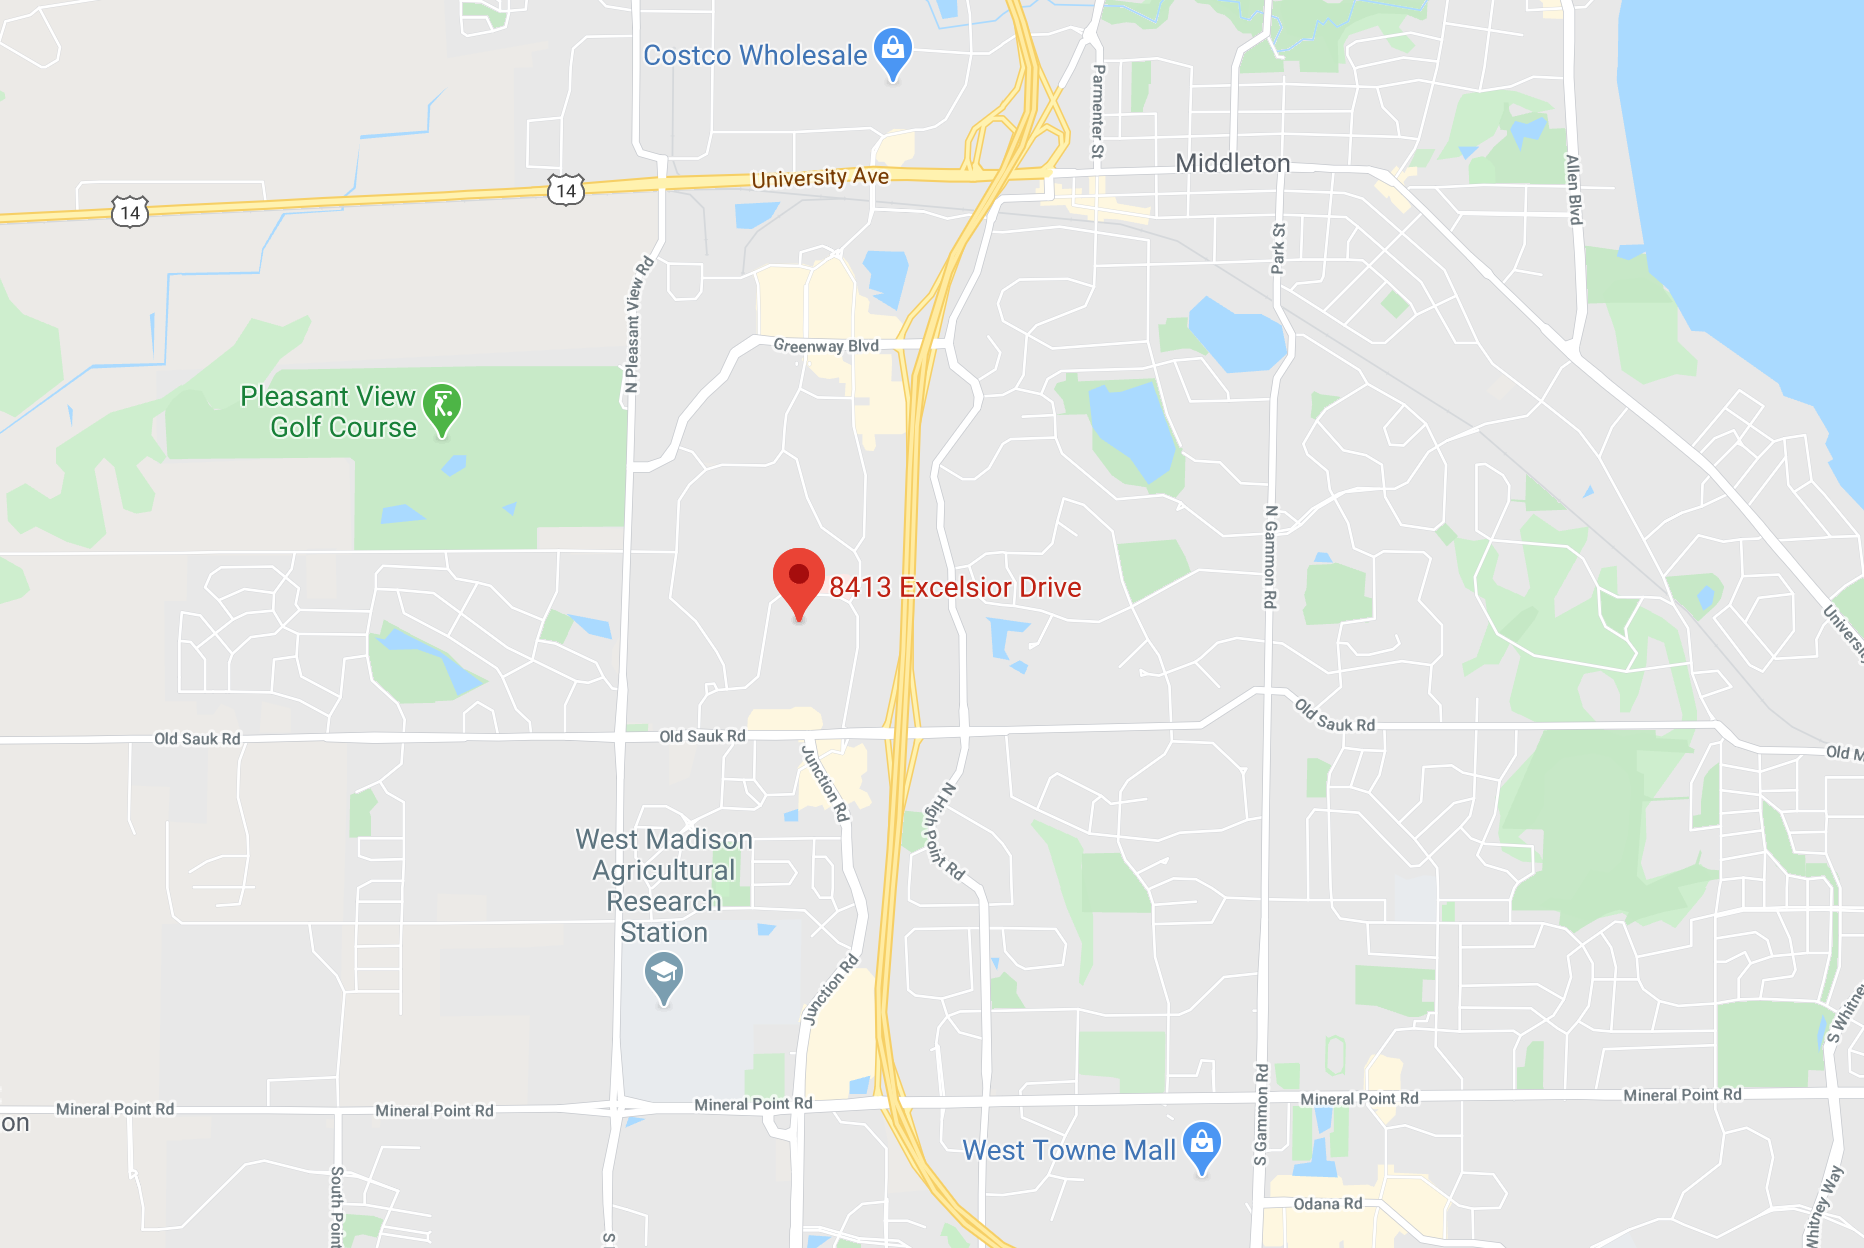 Costco Wholesale
Parmenter St
Middleton
University Ave
14
14
Allen Blvd
Park St
N Pleasant View Rd
Greenway Blvd
Pleasant View
Golf Course
N Gammon Rd
8413 Excelsior Drive
Old Sauk Rd
Old Sauk Rd
Old Sauk Rd
Old M
Junction Rd
N High Point Rd
West Madison
Agricultural
Research
Station
Junction Rd
S Whitney
Mineral Point Rd
Mineral Point Rd
Mineral Point Rd
Mineral Point Rd
Mineral Point Rd
on
West Towne Mall
S Gammon Rd
South Point
Odana Rd
Whitney Way
S
Universit